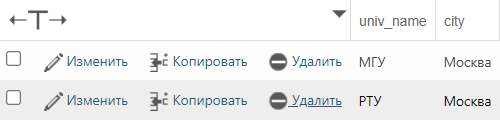 univ_name city
Изменить Копировать Удалить МГУ Москва
Изменить Копировать Удалить РТУ Москва